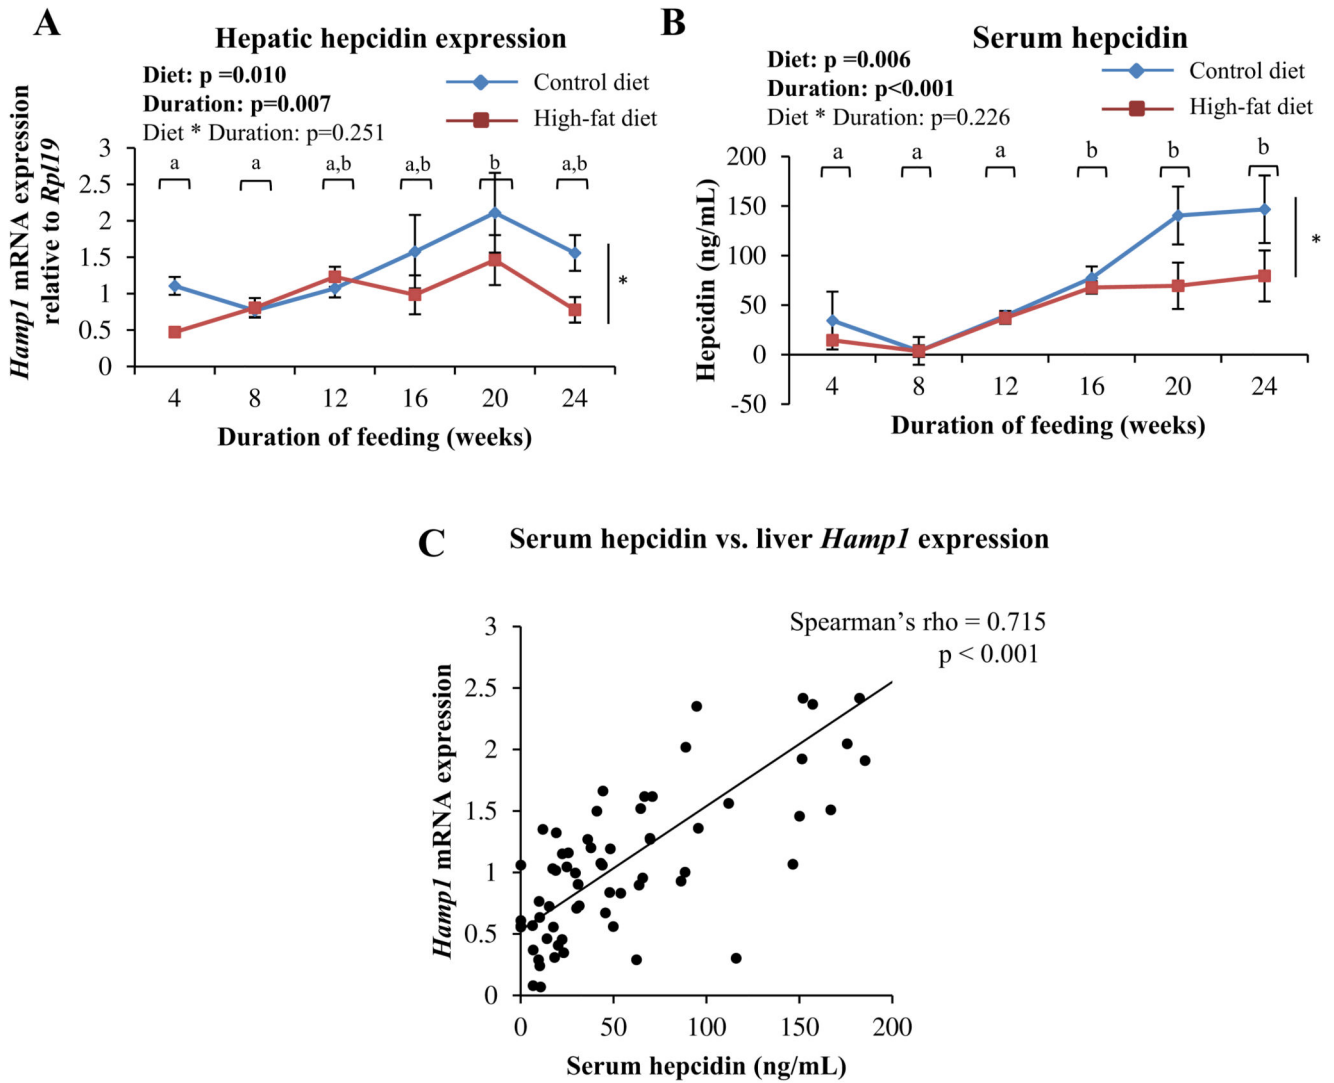 A
Hepatic hepcidin expression
Diet: p =0.010
Duration: p=0.007
Diet * Duration: p=0.251
Control diet
High-fat diet
Hamp1 mRNA expression
relative to Rpl19
3
2.5
2
1.5
1
0.5
0
a
a
a,b
a,b
b
a,b
*
4
8
12
16
20
24
Duration of feeding (weeks)
B
Serum hepcidin
Diet: p =0.006
Duration: p<0.001
Diet * Duration: p=0.226
Control diet
High-fat diet
Hepcidin (ng/mL)
200
150
100
50
0
-50
a
a
a
b
b
b
*
4
8
12
16
20
24
Duration of feeding (weeks)
C
Serum hepcidin vs. liver Hamp1 expression
Spearman’s rho = 0.715
p < 0.001
Hamp1 mRNA expression
3
2.5
2
1.5
1
0.5
0
0
50
100
150
200
Serum hepcidin (ng/mL)